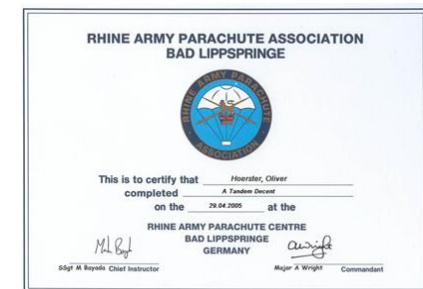 RHINE ARMY PARACHUTE ASSOCIATION
BAD LIPPSPRINGE
RHINE ARMY PARACHUTE
ASSOCIATION
This is to certify that Hoerster, Oliver
completed A Tandem Decent
on the 29.04.2005 at the
RHINE ARMY PARACHUTE CENTRE
BAD LIPPSPRINGE
GERMANY
SSgt M Bayada Chief Instructor
Major A Wright Commandant